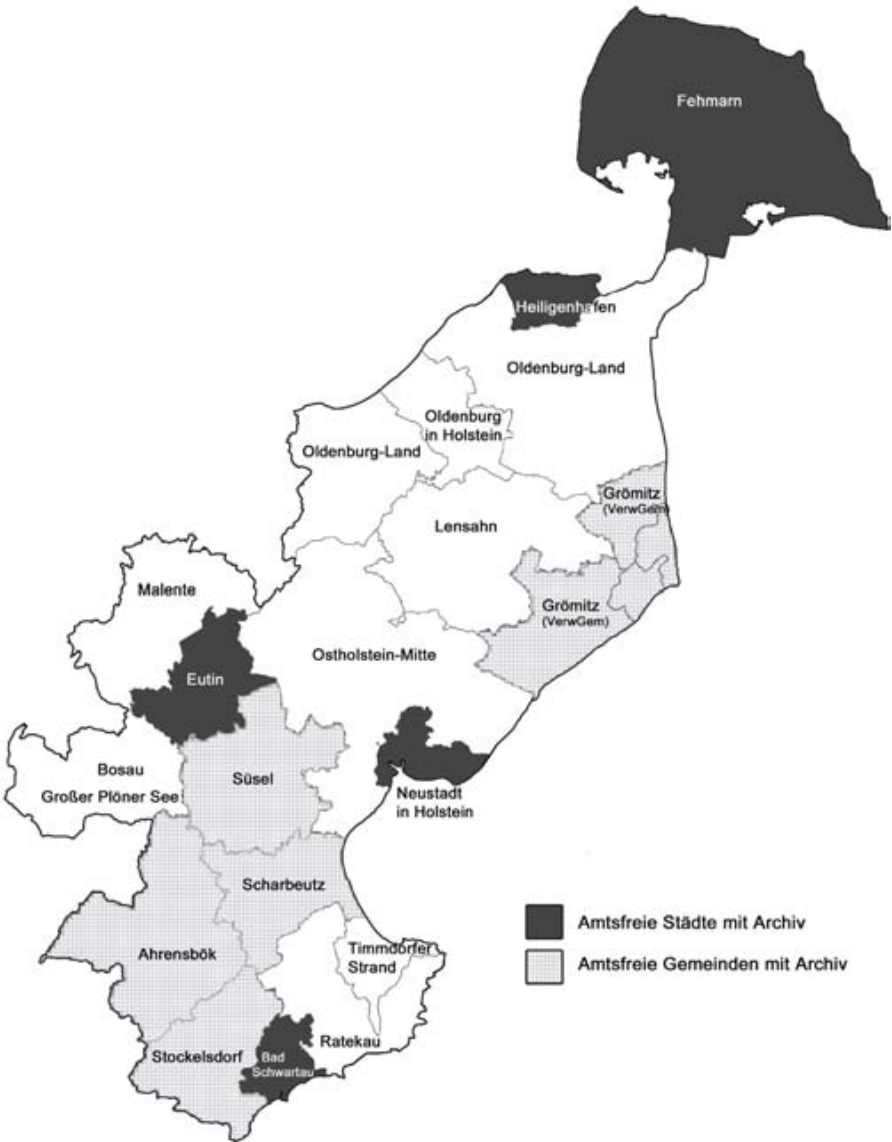 Fehmarn
Heiligenhafen
Oldenburg-Land
Oldenburg
in Holstein
Oldenburg-Land
Grömitz
(VerwGem)
Lensahn
Malente
Grömitz
(VerwGem)
Ostholstein-Mitte
Eutin
Bosau
Großer Plöner See
Süsel
Neustadt
in Holstein
Scharbeutz
Amtsfreie Städte mit Archiv
Ahrensbök
Timmdorfer
Strand
Amtsfreie Gemeinden mit Archiv
Ratekau
Stockelsdorf
Bad
Schwartau